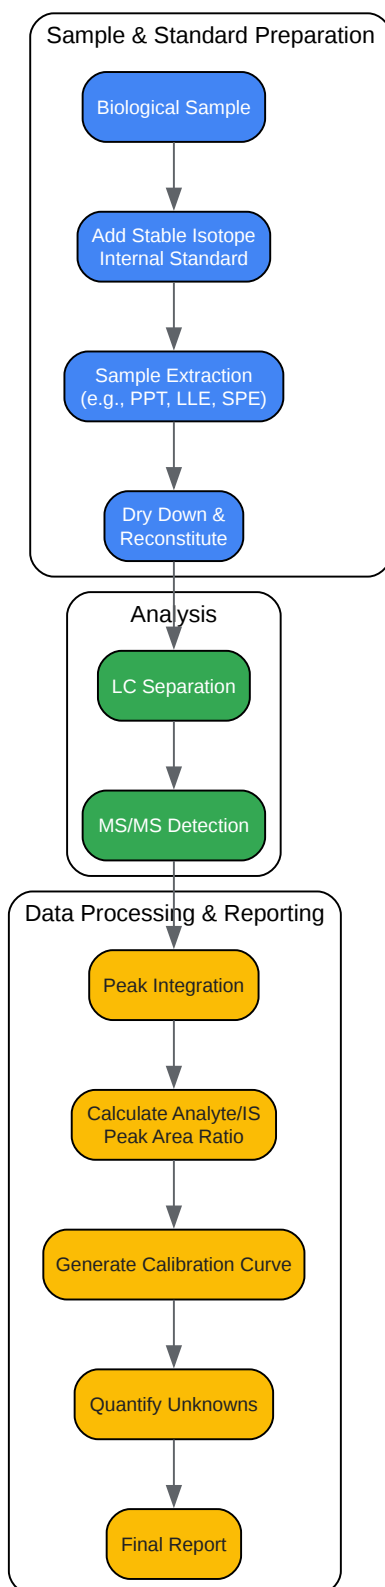 Sample & Standard Preparation
Biological Sample
Add Stable Isotope
Internal Standard
Sample Extraction
(e.g., PPT, LLE, SPE)
Dry Down &
Reconstitute
Analysis
LC Separation
MS/MS Detection
Data Processing & Reporting
Peak Integration
Calculate Analyte/IS
Peak Area Ratio
Generate Calibration Curve
Quantify Unknowns
Final Report